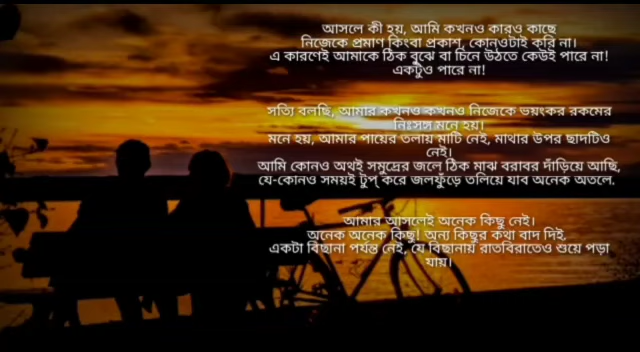 আসলে কী হয়, আমি কখনও কারও কাছে
নিজেকে প্রমাণ কিংবা প্রকাশ, কোনওটাই করি না।
এ কারণেই আমাকে ঠিক বুঝে বা চিনে উঠতে কেউই পারে না!
একটুও পারে না!
সত্যি বলছি, আমার কখনও কখনও নিজেকে ভয়ংকর রকমের
নিঃসঙ্গ মনে হয়।
মনে হয়, আমার পায়ের তলায় মাটি নেই, মাথার উপর ছাদটিও
নেই।
আমি কোনও অথই সমুদ্রের জলে ঠিক মাঝ বরাবর দাঁড়িয়ে আছি,
যে-কোনও সময়ই টুপ্ করে জলফুঁড়ে তলিয়ে যাব অনেক অতলে.
আমার আসলেই অনেক কিছু নেই।
অনেক অনেক কিছু! অন্য কিছুর কথা বাদ দিই,
একটা বিছানা পর্যন্ত নেই, যে বিছানায় রাতবিরাতেও শুয়ে পড়া
যায়।